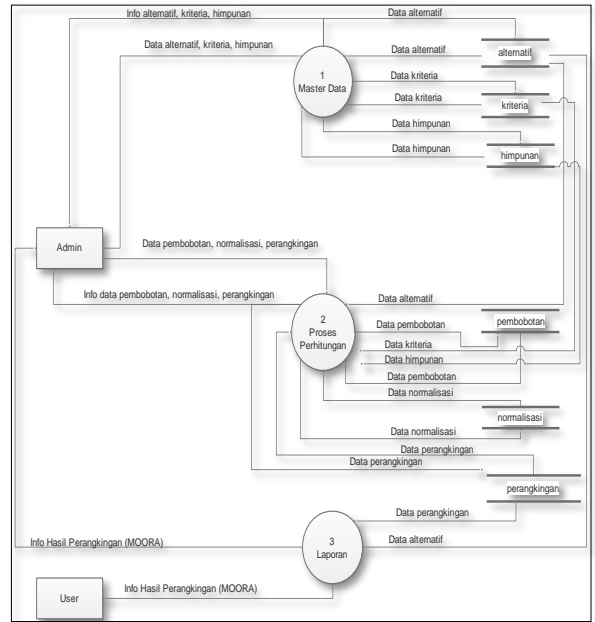 Info alternatif, kriteria, himpunan
Data alternatif
Data alternatif, kriteria, himpunan
Data alternatif
alternatif
1
Master Data
Data kriteria
Data kriteria
kriteria
Data himpunan
Data himpunan
himpunan
Admin
Data pembobotan, normalisasi, perangkingan
Info data pembobotan, normalisasi, perangkingan
Data alternatif
2
Proses
Perhitungan
Data pembobotan
pembobotan
Data kriteria
Data himpunan
Data pembobotan
Data normalisasi
normalisasi
Data normalisasi
Data perangkingan
Data perangkingan
perangkingan
Data perangkingan
Info Hasil Perangkingan (MOORA)
3
Laporan
Data alternatif
User
Info Hasil Perangkingan (MOORA)